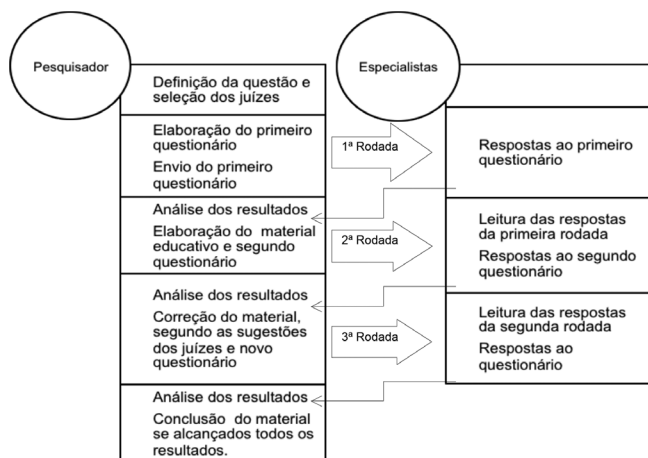 Pesquisador
Especialistas
Definição da questão e
seleção dos juízes
Elaboração do primeiro
questionário
Envio do primeiro
questionário
1ª Rodada
Respostas ao primeiro
questionário
Análise dos resultados
Elaboração do material
educativo e segundo
questionário
2ª Rodada
Leitura das respostas
da primeira rodada
Respostas ao segundo
questionário
Análise dos resultados
Correção do material,
segundo as sugestões
dos juízes e novo
questionário
3ª Rodada
Leitura das respostas
da segunda rodada
Respostas ao
questionário
Análise dos resultados
Conclusão do material
se alcançados todos os
resultados.